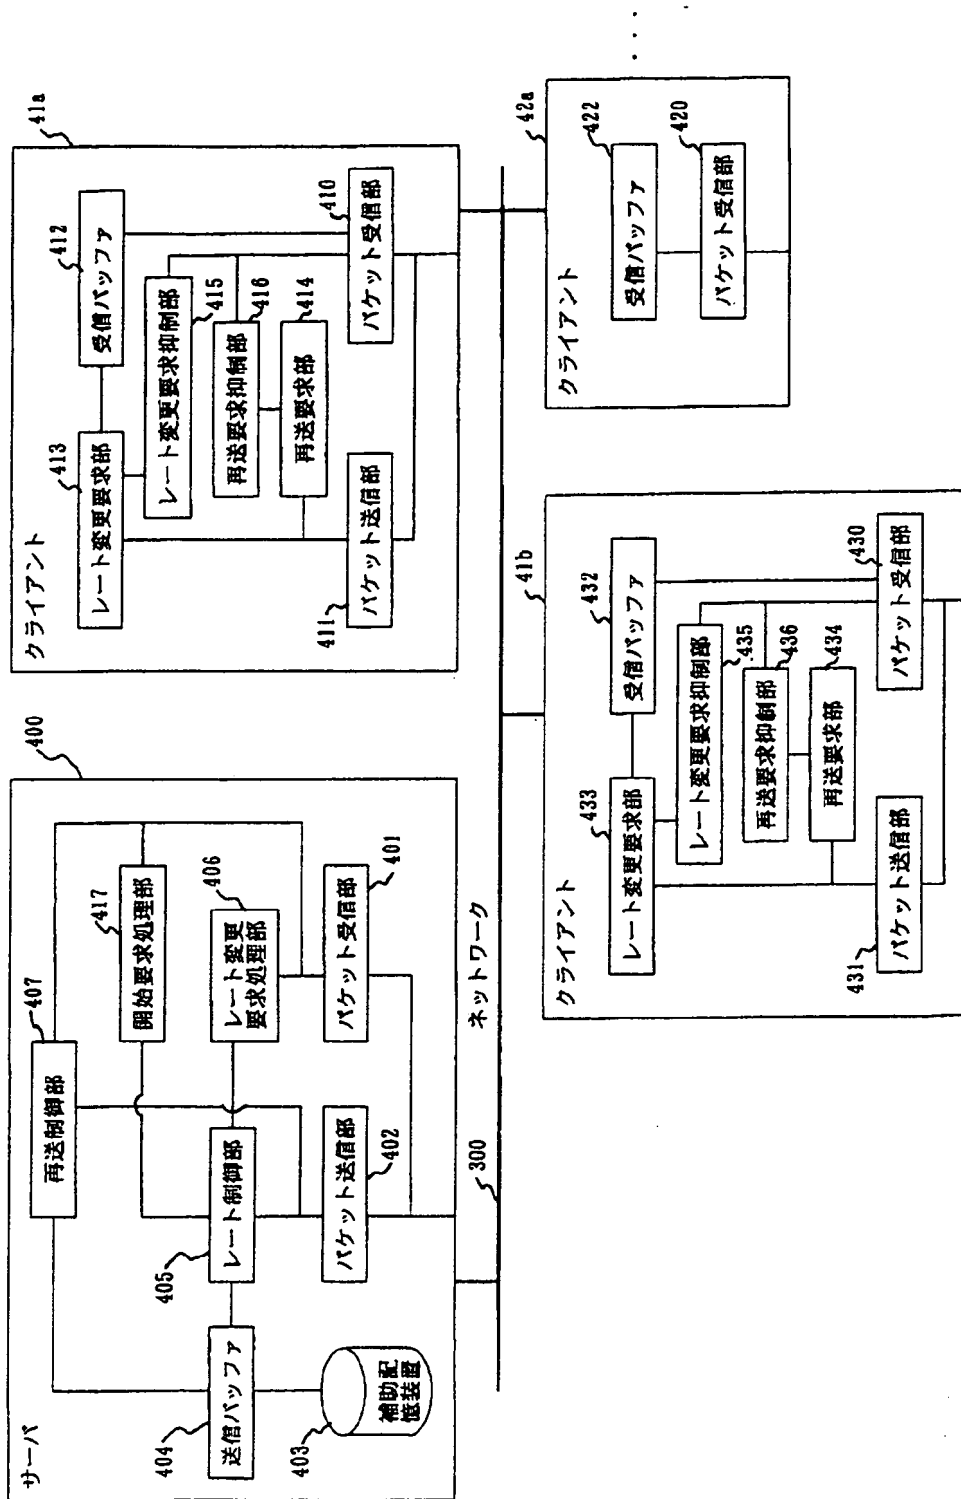 サーバ
400
再送制御部
407
開始要求処理部
417
レート変更
要求処理部
406
レート制御部
405
送信バッファ
404
補助記
憶装置
403
パケット送信部
402
パケット受信部
401
クライアント
41a
レート変更要求部
413
受信バッファ
412
レート変更要求抑制部
415
再送要求抑制部
416
再送要求部
414
パケット送信部
411
パケット受信部
410
300
ネットワーク
クライアント
41b
レート変更要求部
433
受信バッファ
432
レート変更要求抑制部
435
再送要求抑制部
436
再送要求部
434
パケット送信部
431
パケット受信部
430
クライアント
42a
受信バッファ
422
パケット受信部
420
・・・